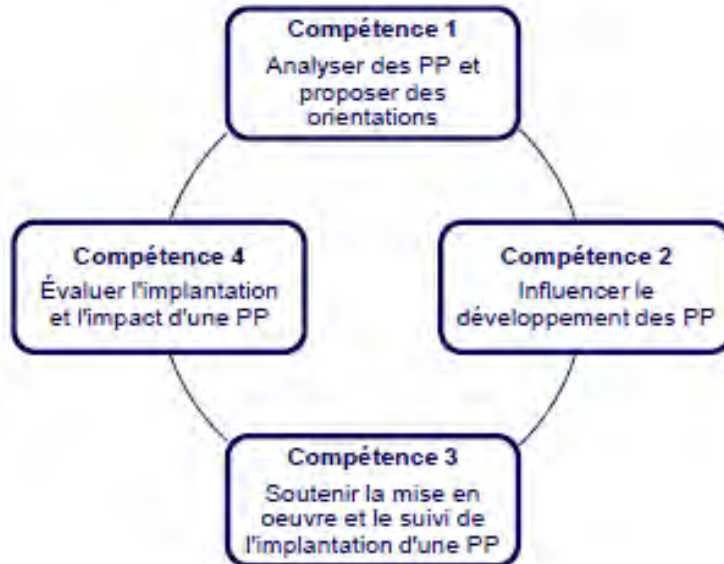 Compétence 1
Analyser des PP et
proposer des
orientations
Compétence 4
Évaluer l'implantation
et l'impact d'une PP
Compétence 2
Influencer le
développement des PP
Compétence 3
Soutenir la mise en
oeuvre et le suivi de
l'implantation d'une PP